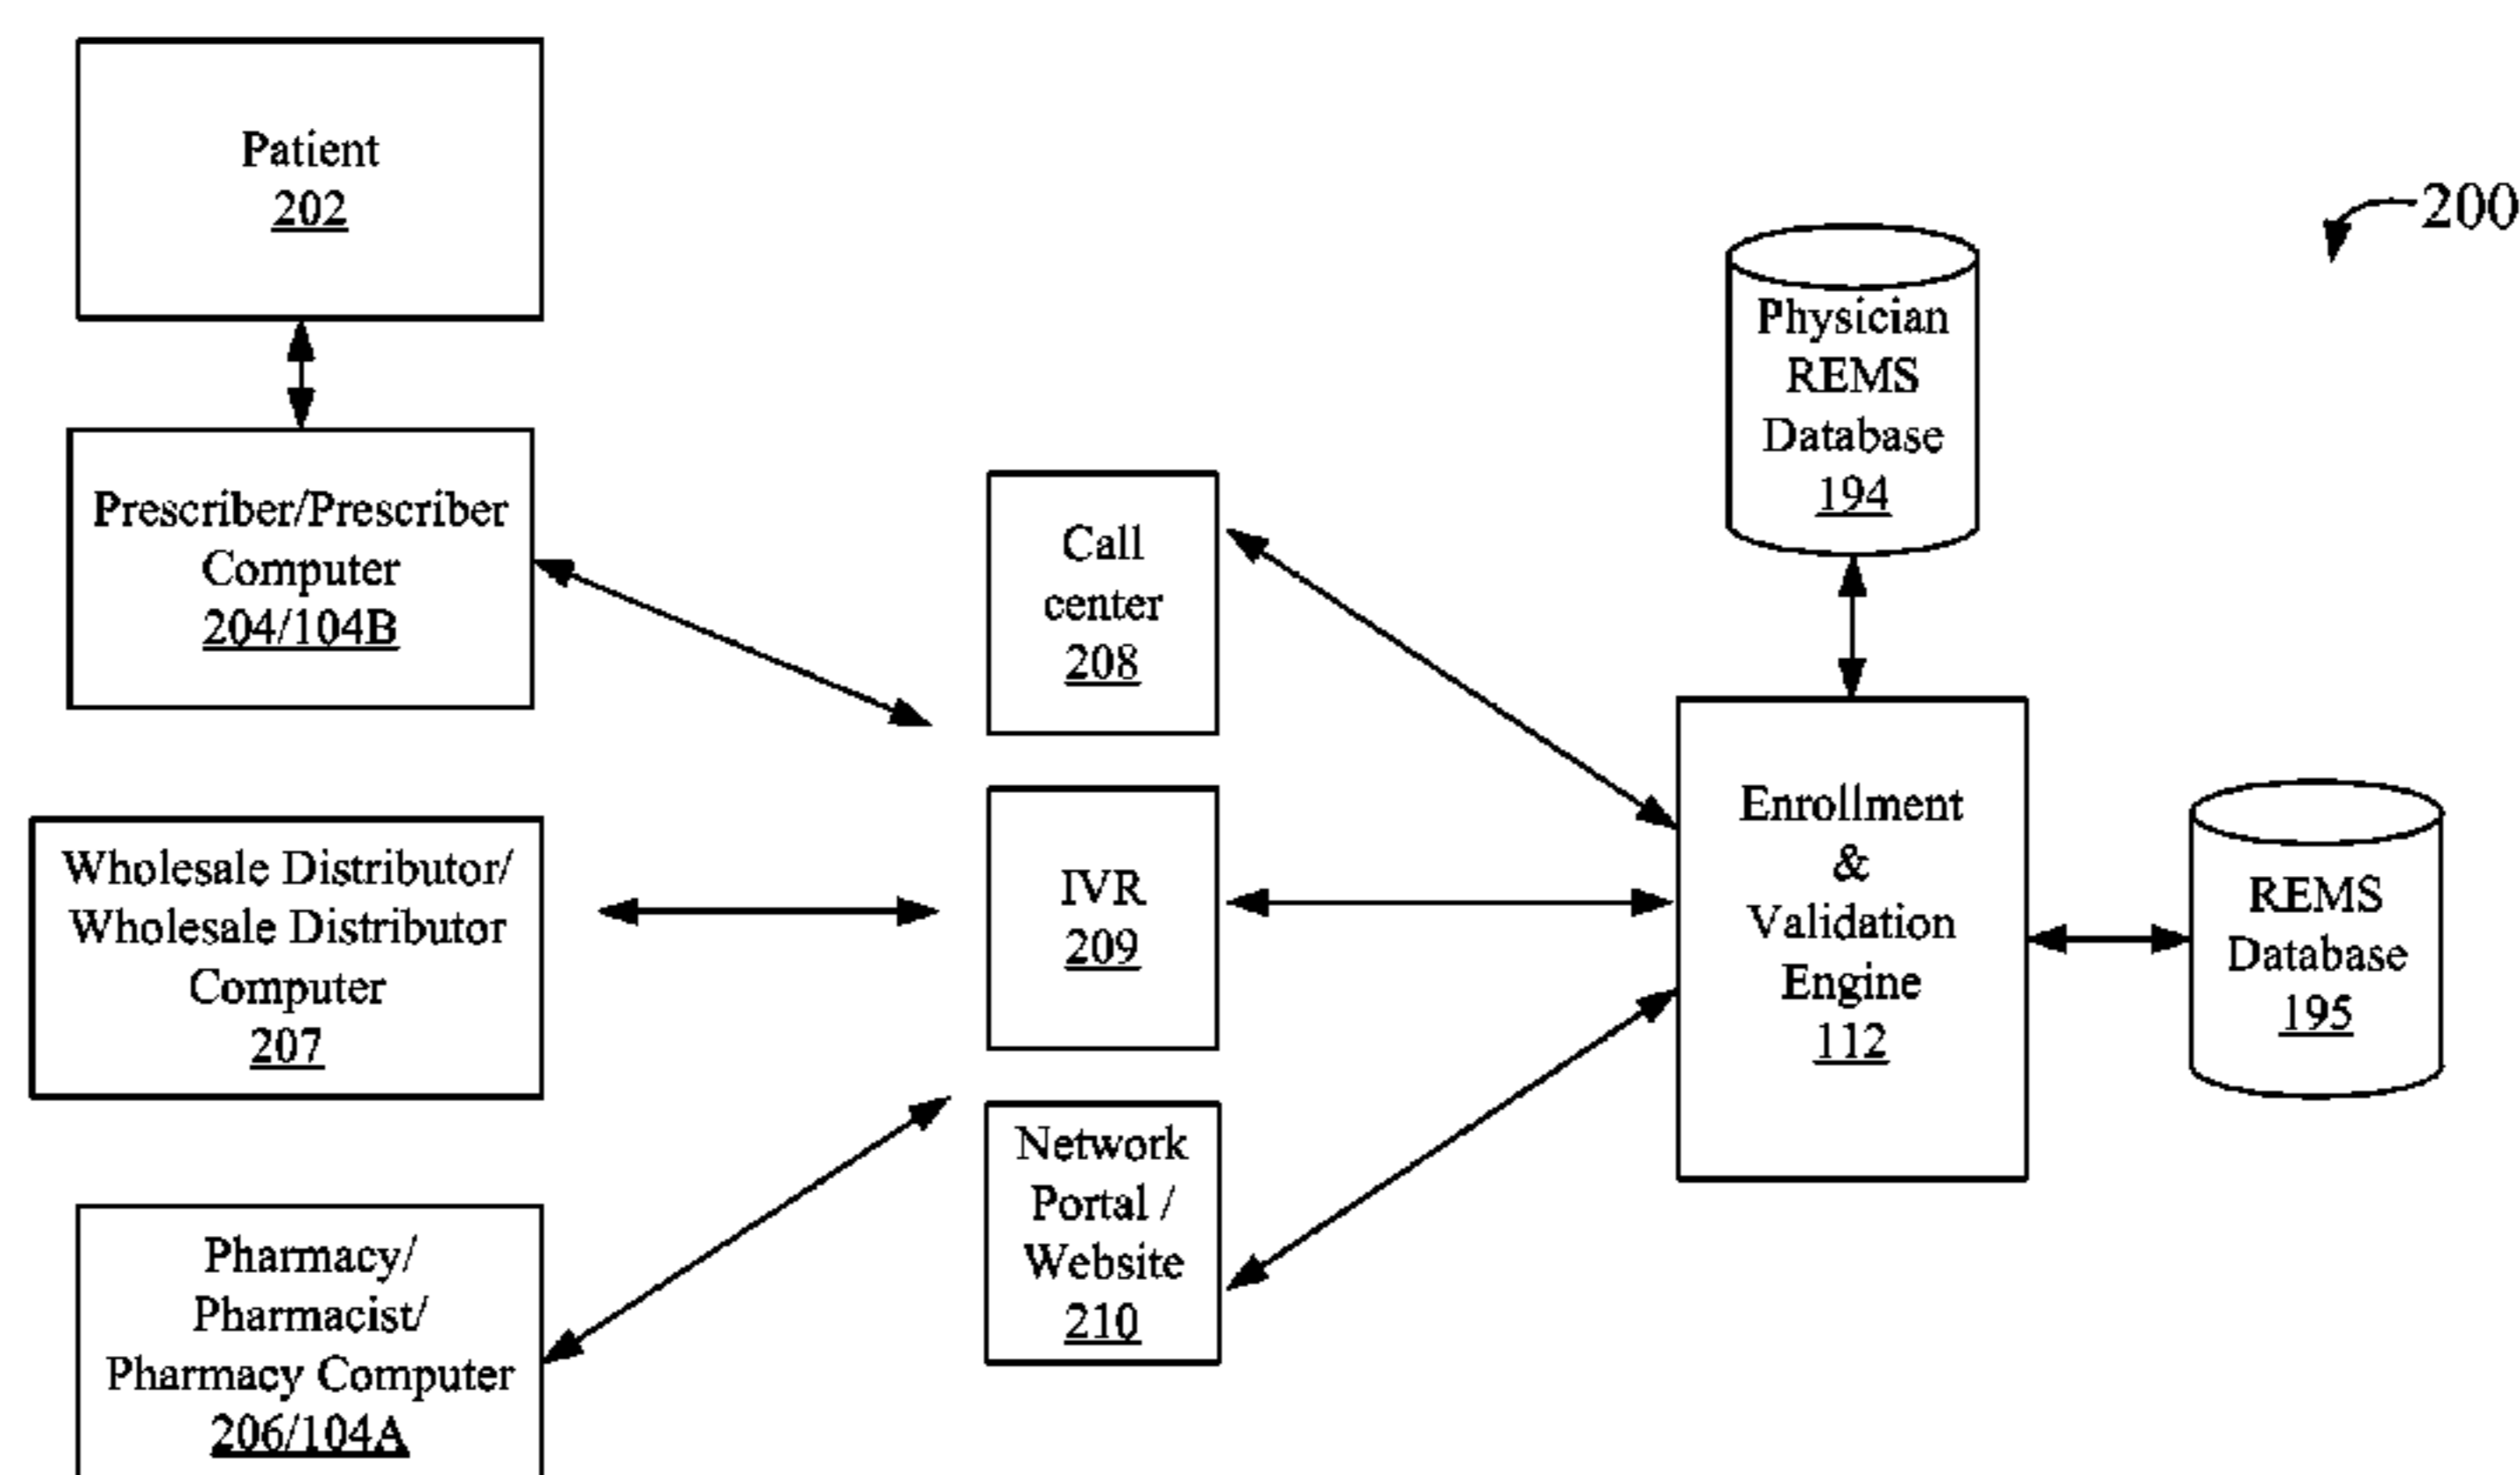 Patient
202
200
Prescriber/Prescriber
Computer
204/104B
Physician
REMS
Database
194
Call
center
208
Wholesale Distributor/
Wholesale Distributor
Computer
207
IVR
209
Enrollment
&
Validation
Engine
112
REMS
Database
195
Pharmacy/
Pharmacist/
Pharmacy Computer
206/104A
Network
Portal /
Website
210